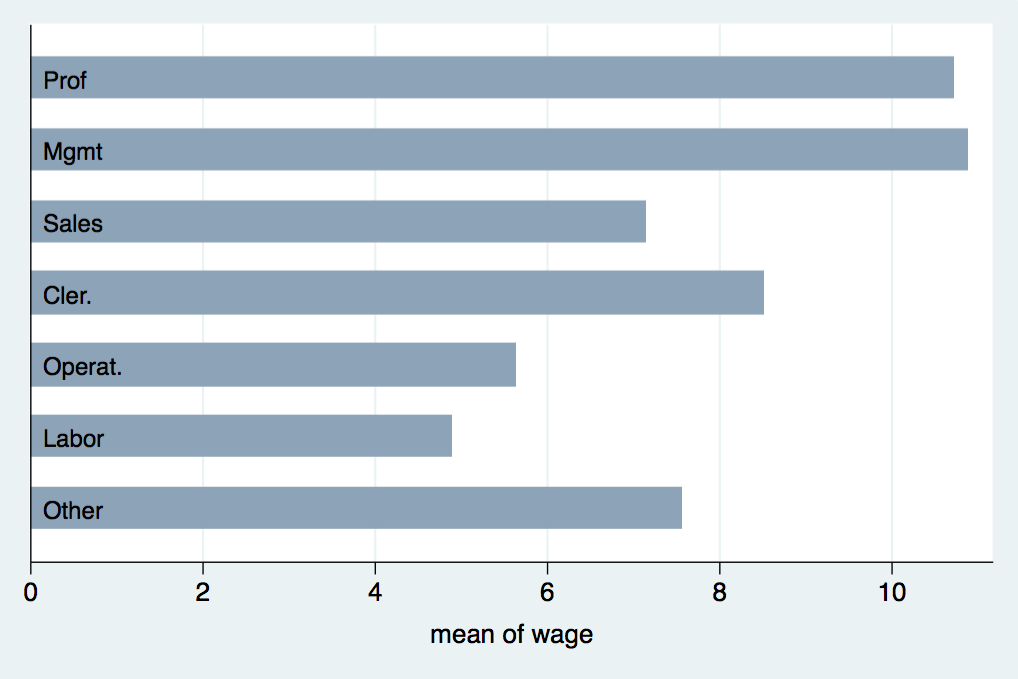 Prof
Mgmt
Sales
Cler.
Operat.
Labor
Other
0 2 4 6 8 10
mean of wage